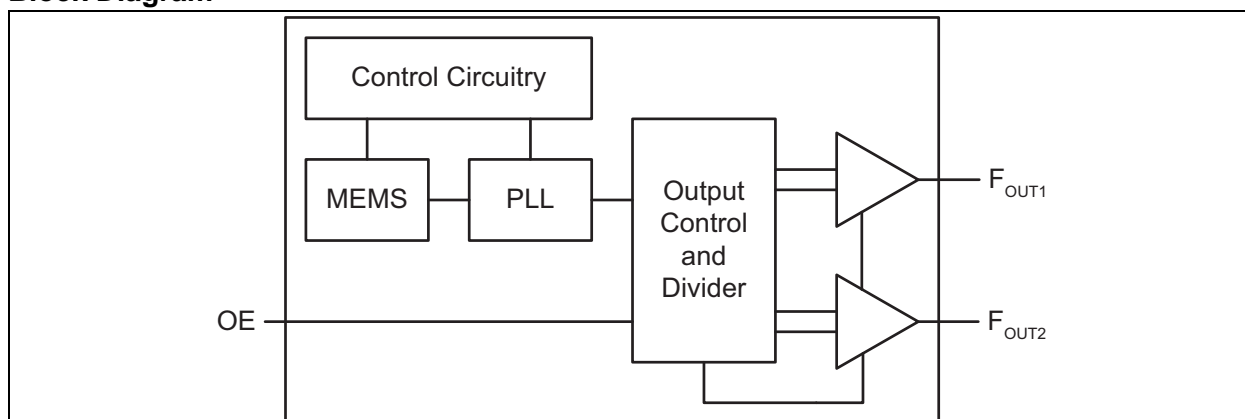 Block Diagram
Control Circuitry
MEMS
PLL
Output
Control
and
Divider
FOUT1
OE
FOUT2